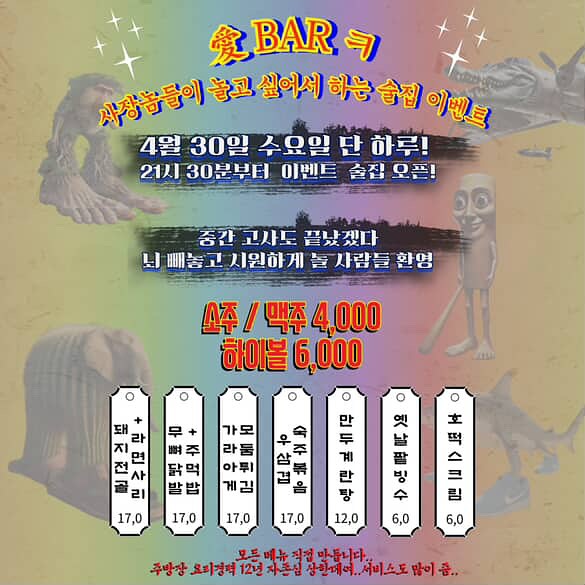 愛 BAR ㅋ
사장놈들이 놀고 싶어서 하는 술집 이벤트
4월 30일 수요일 단 하루!
21시 30분부터 이벤트 술집 오픈!
중간 고사도 끝났겠다
뇌 빼놓고 시원하게 놀 사람들 환영
소주 / 맥주 4,000
하이볼 6,000
돼지전골
+라면사리
17,0
무뼈닭발
+주먹밥
17,0
모둠튀김
가라아게
17,0
우삼겹
숙주볶음
17,0
만두계란탕
12,0
옛날팥빙수
6,0
호떡스크림
6,0
모든 메뉴 직접 만듭니다..
주방장 요리경력 12년 자존심 상한대여..서비스도 많이 줌..